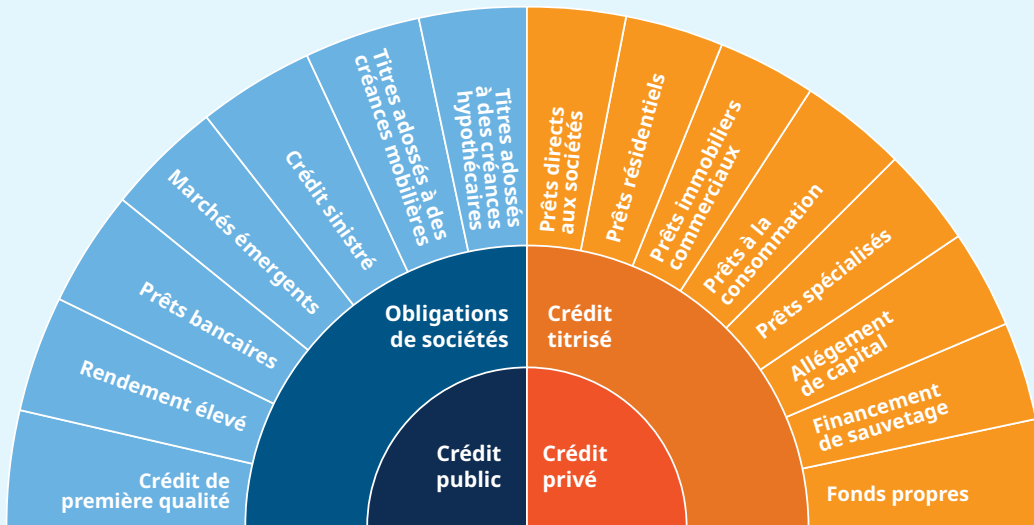 Crédit de
première qualité
Rendement élevé
Prêts bancaires
Marchés émergents
Crédit sinistré
Titres adossés à des
créances mobilières
Titres adossés
à des créances
hypothécaires
Prêts directs
aux sociétés
Prêts résidentiels
Prêts immobiliers
commerciaux
Prêts à la
consommation
Prêts spécialisés
Allégement
de capital
Financement
de sauvetage
Fonds propres
Obligations
de sociétés
Crédit
titrisé
Crédit
public
Crédit
privé